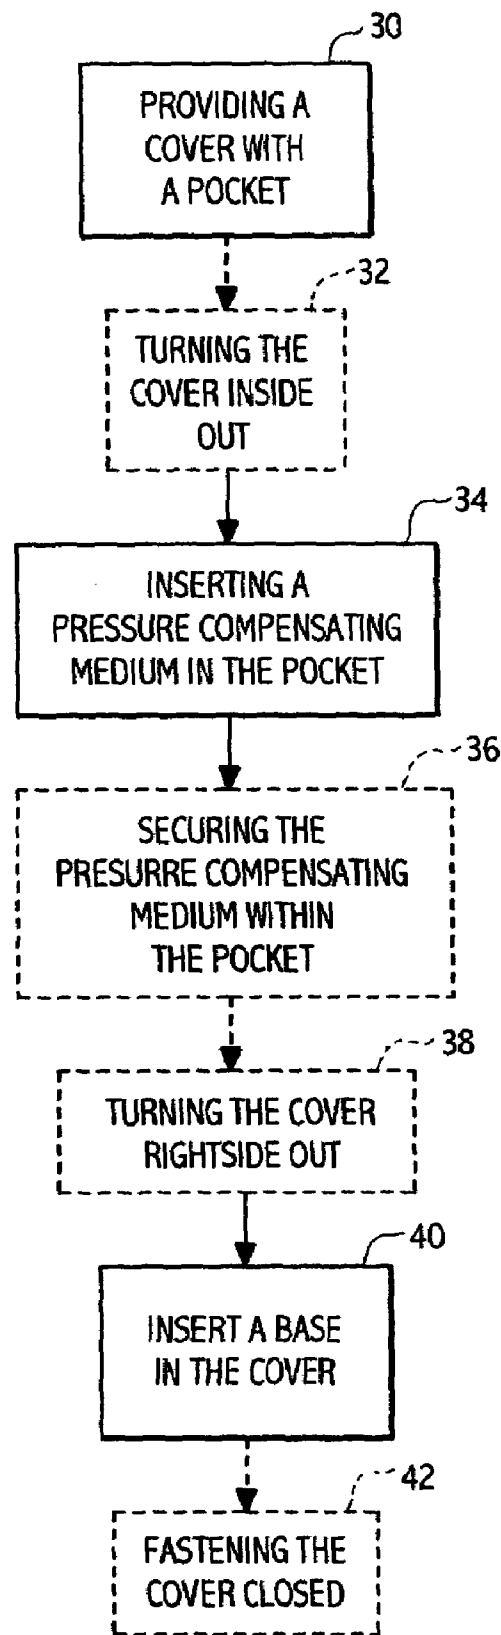 30
PROVIDING A
COVER WITH
A POCKET
32
TURNING THE
COVER INSIDE
OUT
34
INSERTING A
PRESSURE COMPENSATING
MEDIUM IN THE POCKET
36
SECURING THE
PRESURRE COMPENSATING
MEDIUM WITHIN
THE POCKET
38
TURNING THE COVER
RIGHTSIDE OUT
40
INSERT A BASE
IN THE COVER
42
FASTENING THE
COVER CLOSED